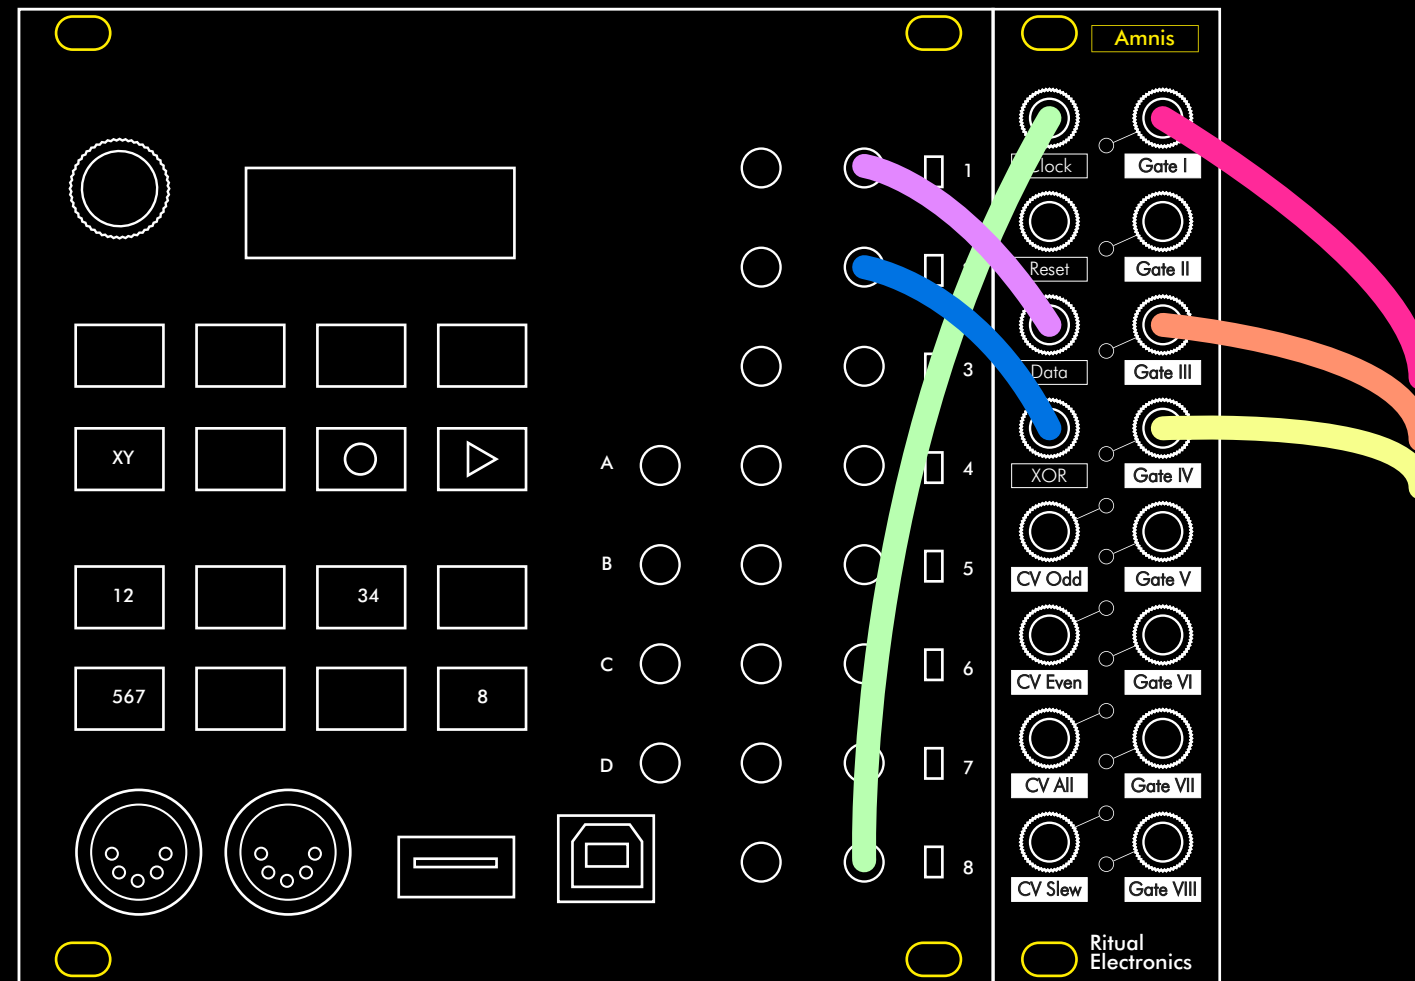 Amnis
1
Clock
Gate I
Reset
Gate II
3
Data
Gate III
XY
A
4
XOR
Gate IV
12
34
B
5
CV Odd
Gate V
567
8
C
6
CV Even
Gate VI
D
7
CV All
Gate VII
8
CV Slew
Gate VIII
Ritual
Electronics